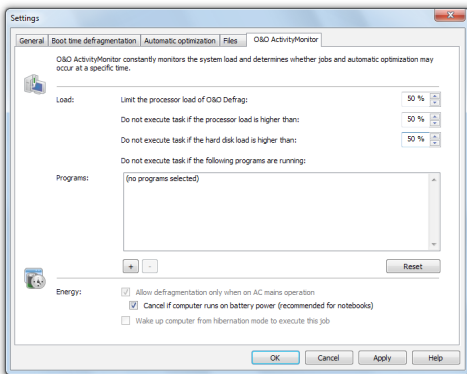 Settings
General
Boot time defragmentation
Automatic optimization
Files
O&O ActivityMonitor
O&O ActivityMonitor constantly monitors the system load and determines whether jobs and automatic optimization may
occur at a specific time.
Load:
Limit the processor load of O&O Defrag:
50 %
Do not execute task if the processor load is higher than:
50 %
Do not execute task if the hard disk load is higher than:
50 %
Do not execute task if the following programs are running:
Programs:
(no programs selected)
+
-
Reset
Energy:
Allow defragmentation only when on AC mains operation
Cancel if computer runs on battery power (recommended for notebooks)
Wake up computer from hibernation mode to execute this job
OK
Cancel
Apply
Help